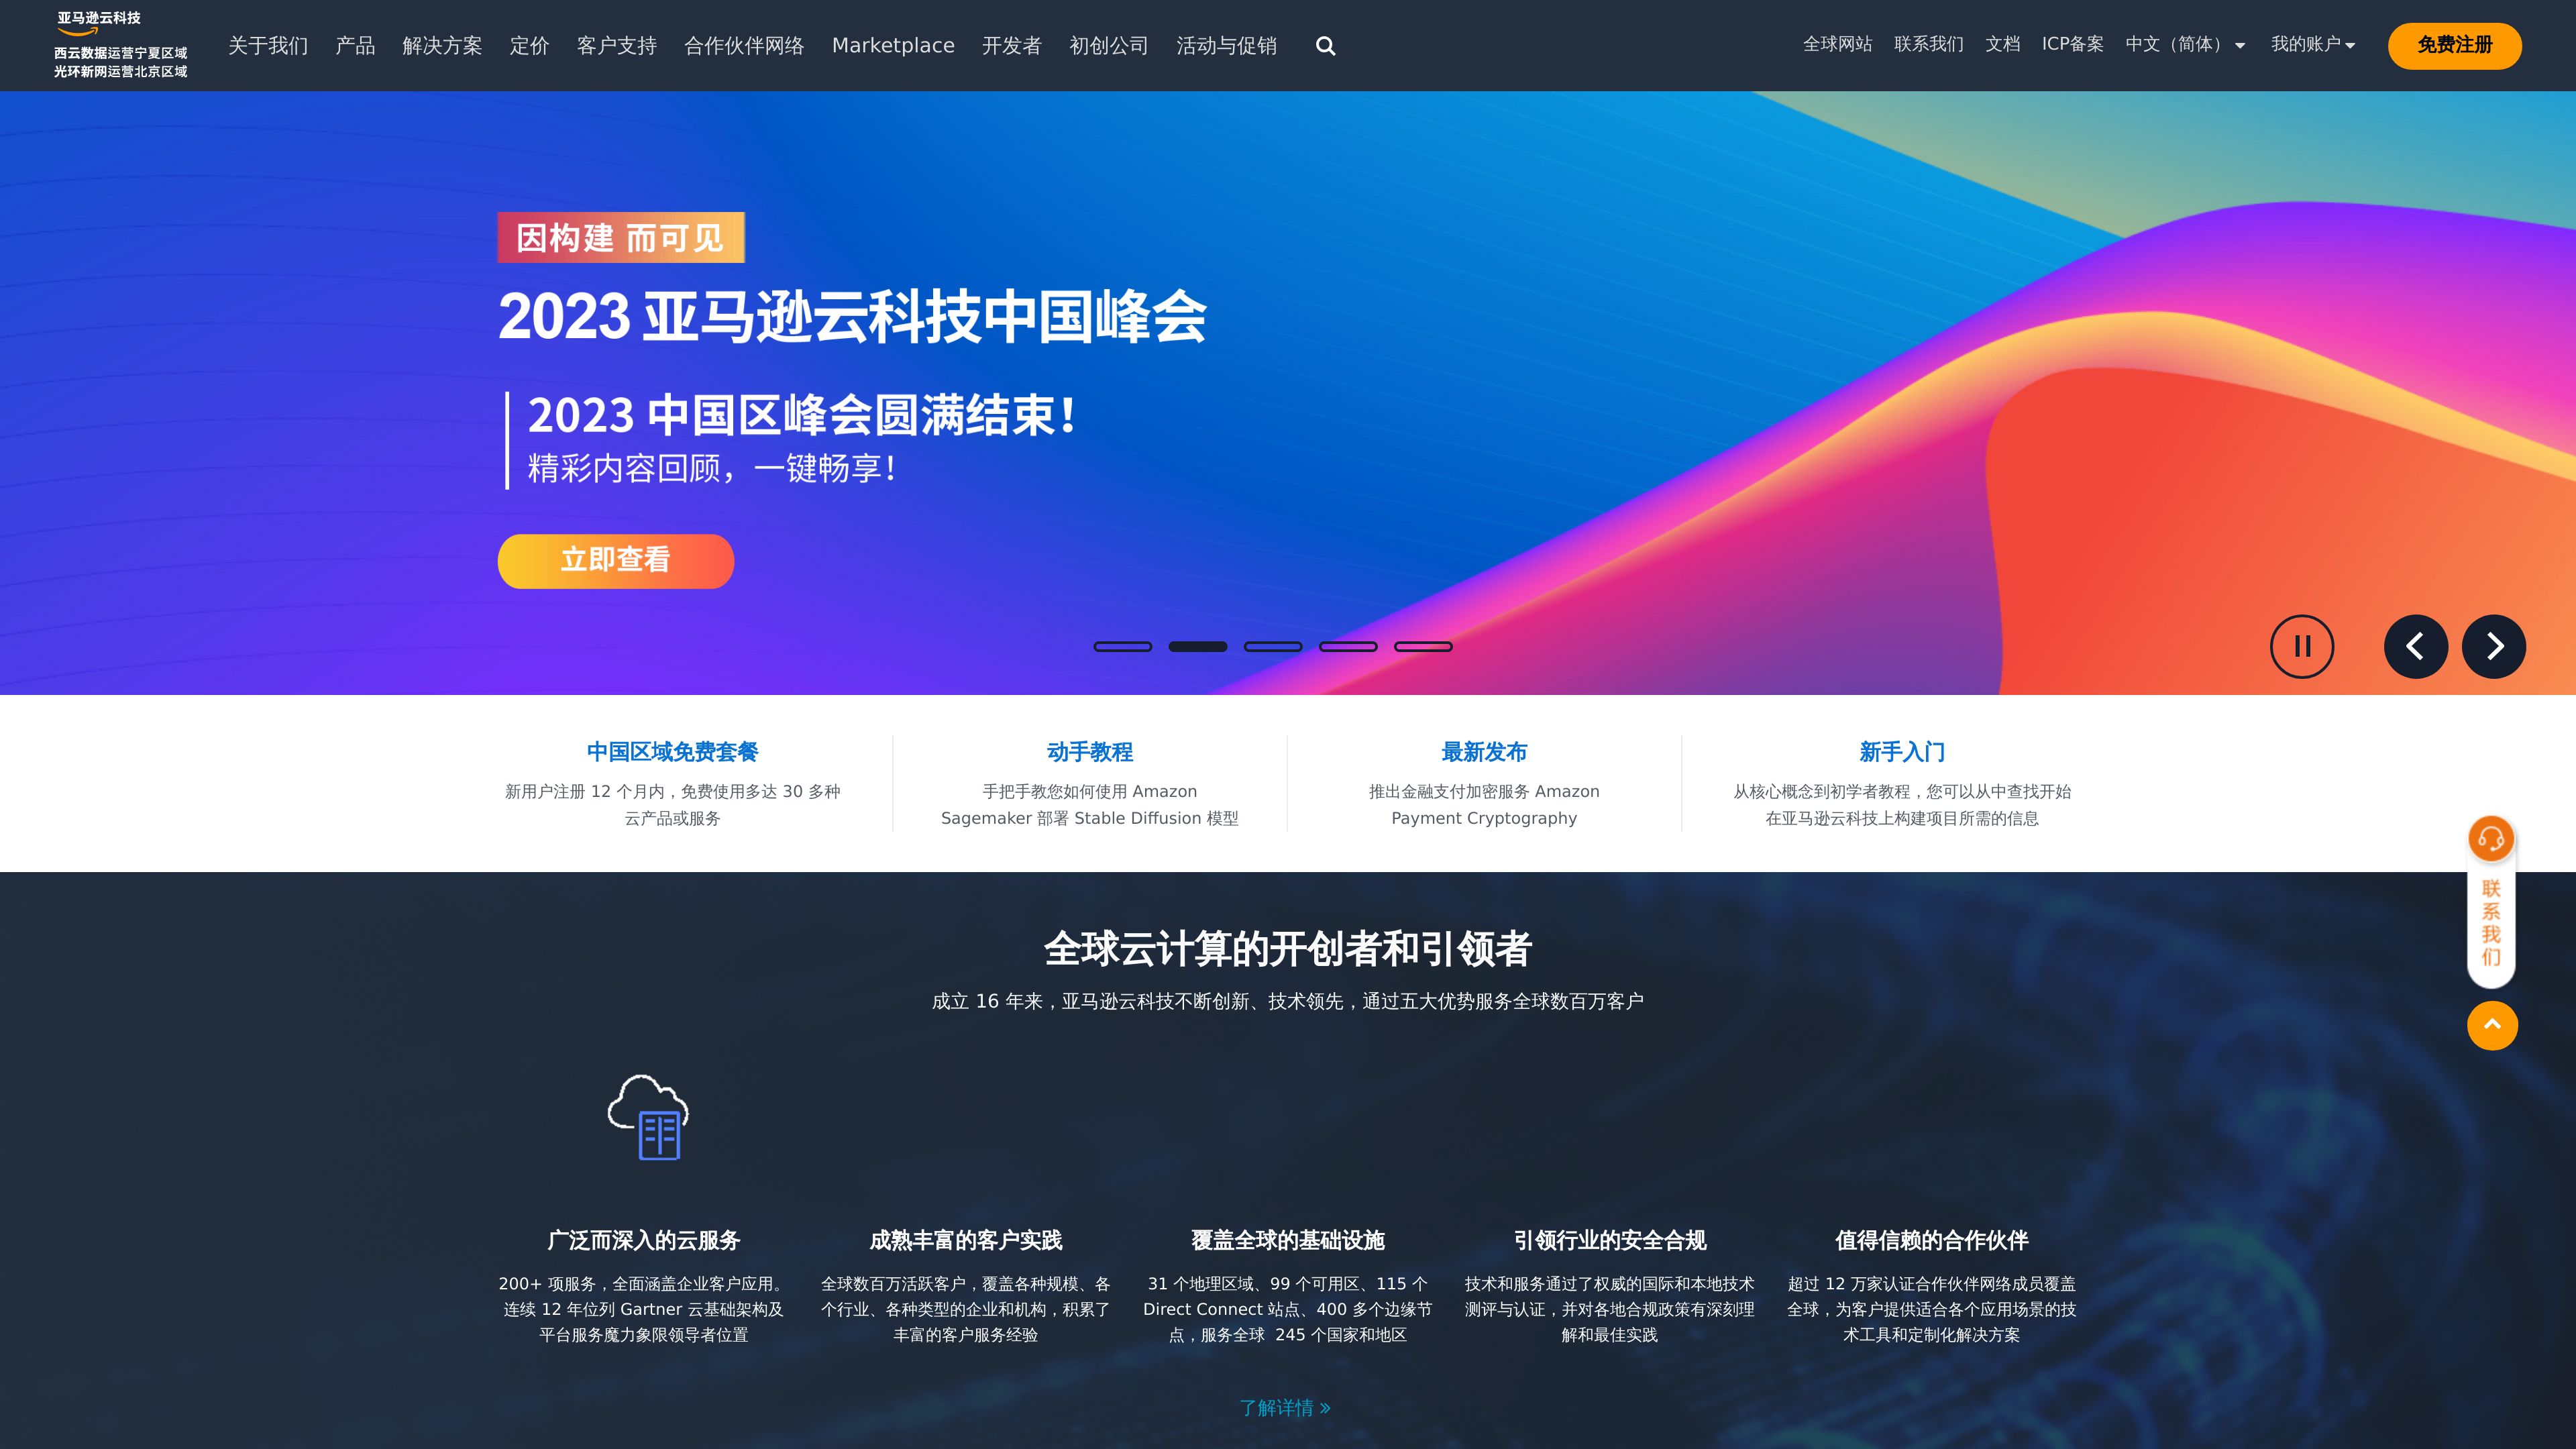 亚马逊云科技
西云数据运营宁夏区域
光环新网运营北京区域
关于我们 产品 解决方案 定价 客户支持 合作伙伴网络 Marketplace 开发者 初创公司 活动与促销
全球网站 联系我们 文档 ICP备案 中文（简体） 我的账户 免费注册
因构建 而可见
2023 亚马逊云科技中国峰会
2023 中国区峰会圆满结束！
精彩内容回顾，一键畅享！
立即查看
中国区域免费套餐
新用户注册 12 个月内，免费使用多达 30 多种
云产品或服务
动手教程
手把手教您如何使用 Amazon
Sagemaker 部署 Stable Diffusion 模型
最新发布
推出金融支付加密服务 Amazon
Payment Cryptography
新手入门
从核心概念到初学者教程，您可以从中查找开始
在亚马逊云科技上构建项目所需的信息
联系我们
全球云计算的开创者和引领者
成立 16 年来，亚马逊云科技不断创新、技术领先，通过五大优势服务全球数百万客户
广泛而深入的云服务
200+ 项服务，全面涵盖企业客户应用。
连续 12 年位列 Gartner 云基础架构及
平台服务魔力象限领导者位置
成熟丰富的客户实践
全球数百万活跃客户，覆盖各种规模、各
个行业、各种类型的企业和机构，积累了
丰富的客户服务经验
覆盖全球的基础设施
31 个地理区域、99 个可用区、115 个
Direct Connect 站点、400 多个边缘节
点，服务全球 245 个国家和地区
引领行业的安全合规
技术和服务通过了权威的国际和本地技术
测评与认证，并对各地合规政策有深刻理
解和最佳实践
值得信赖的合作伙伴
超过 12 万家认证合作伙伴网络成员覆盖
全球，为客户提供适合各个应用场景的技
术工具和定制化解决方案
了解详情 »